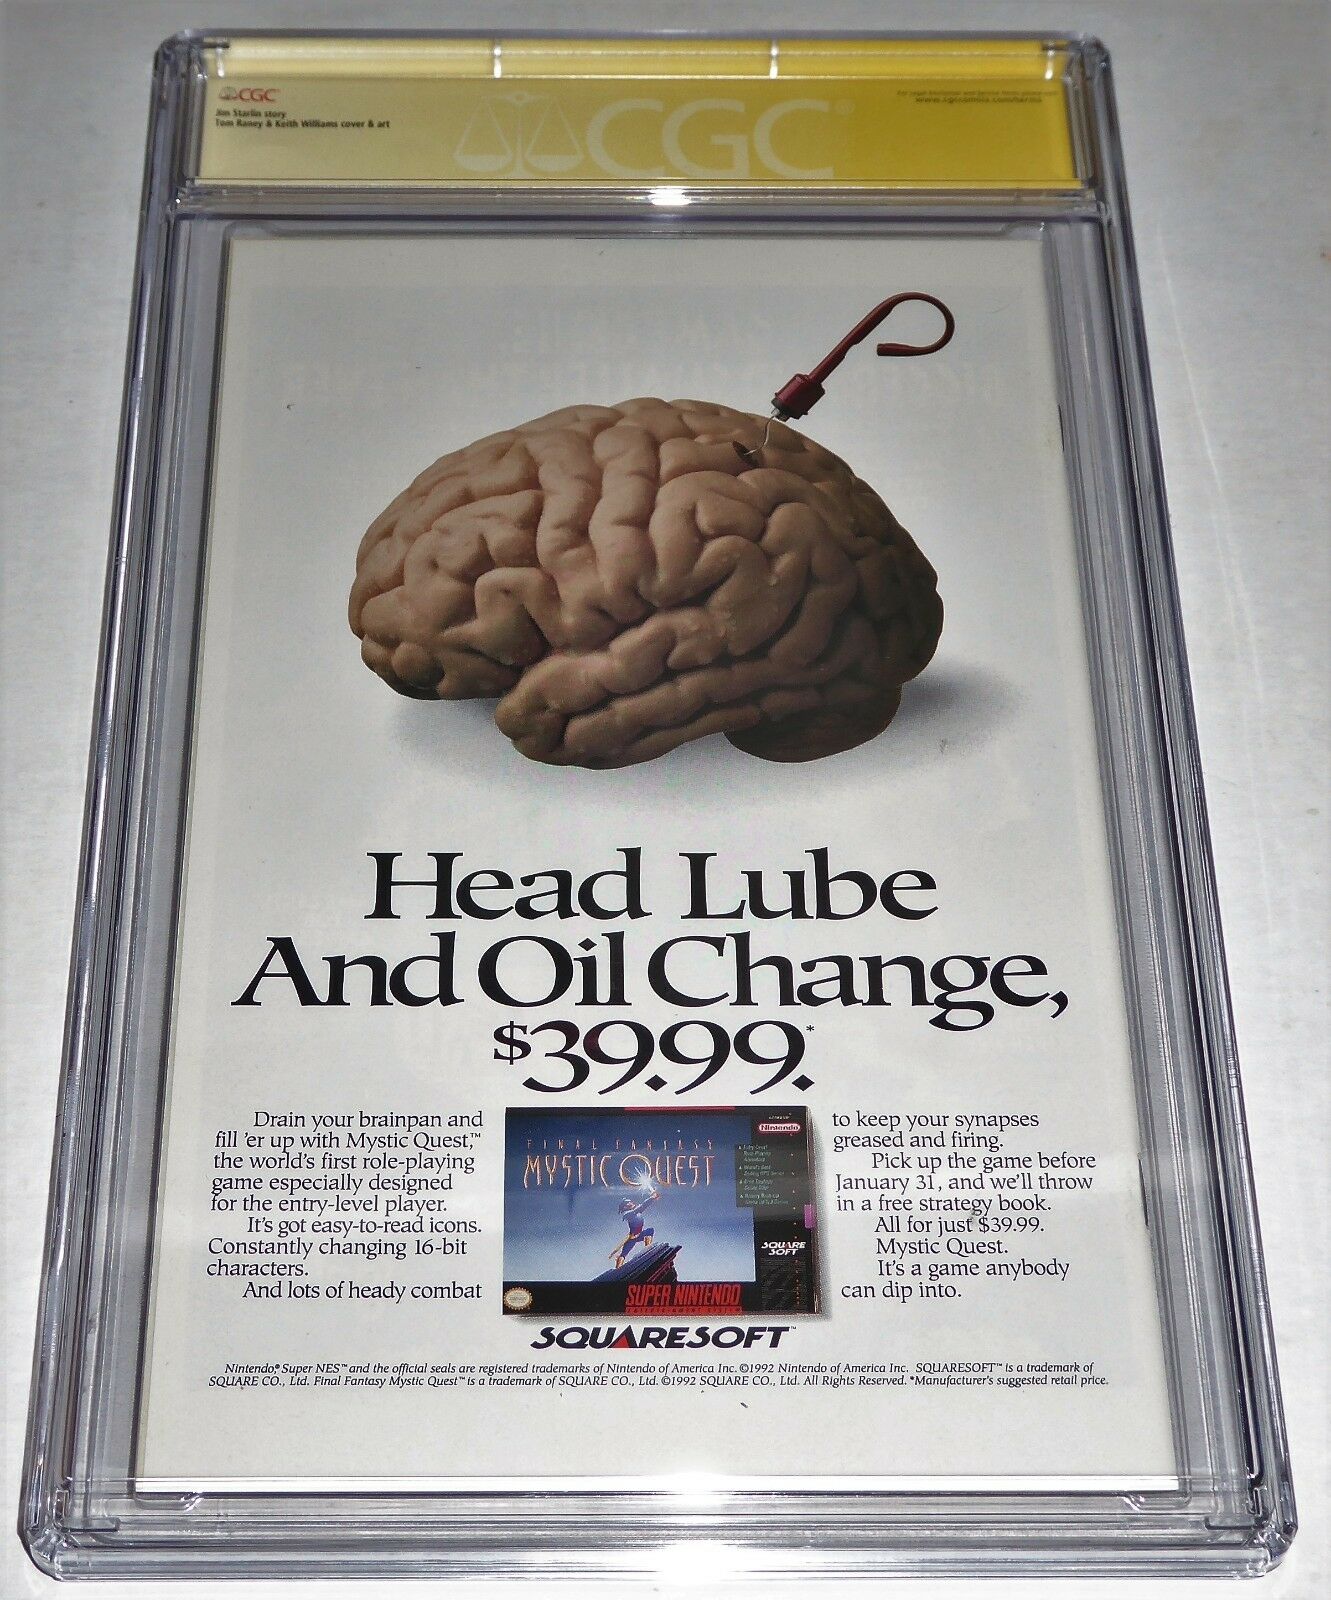 CGC
Jim Starlin story
Tom Raney & Keith Williams cover & art
CGC®
Head Lube
And Oil Change,
$39.99.*
Drain your brainpan and
fill 'er up with Mystic Quest,™
the world's first role-playing
game especially designed
for the entry-level player.
It's got easy-to-read icons.
Constantly changing 16-bit
characters.
And lots of heady combat
FINAL FANTASY
MYSTIC QUEST
Nintendo
SQUARE
SOFT
SUPER NINTENDO
ENTERTAINMENT SYSTEM
to keep your synapses
greased and firing.
Pick up the game before
January 31, and we'll throw
in a free strategy book.
All for just $39.99.
Mystic Quest.
It's a game anybody
can dip into.
SQUARESOFT™
Nintendo® Super NES™ and the official seals are registered trademarks of Nintendo of America Inc. ©1992 Nintendo of America Inc. SQUARESOFT™ is a trademark of
SQUARE CO., Ltd. Final Fantasy Mystic Quest™ is a trademark of SQUARE CO., Ltd. ©1992 SQUARE CO., Ltd. All Rights Reserved. *Manufacturer's suggested retail price.